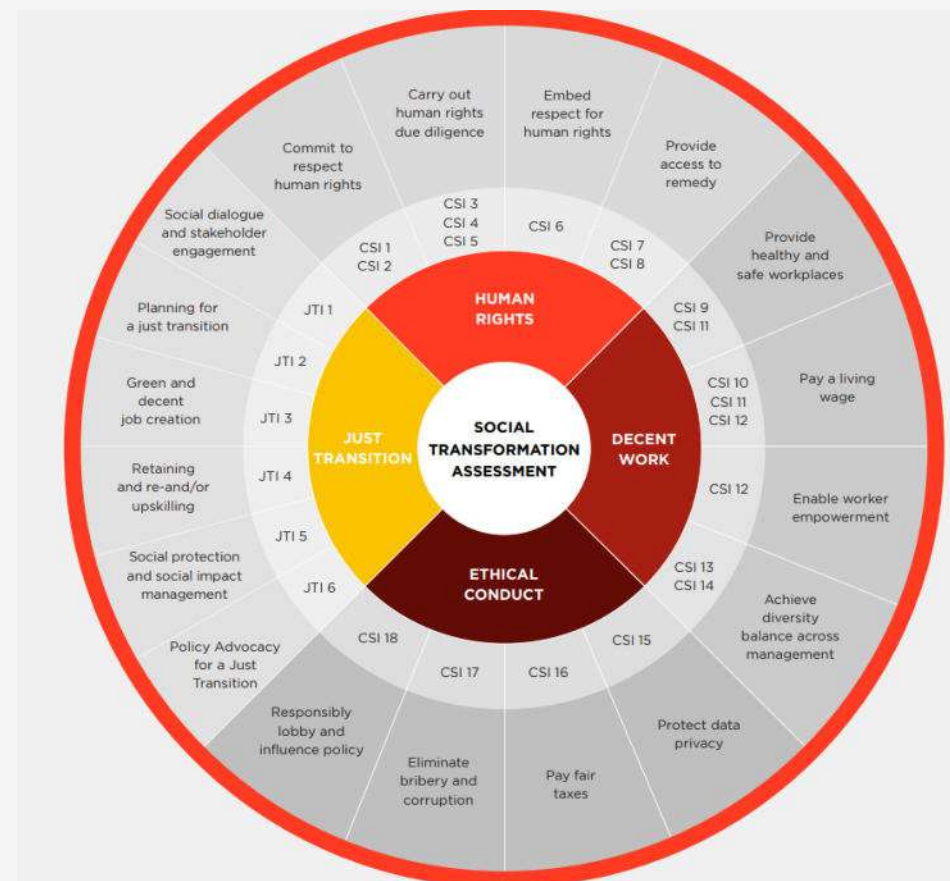 SOCIAL
TRANSFORMATION
ASSESSMENT
HUMAN
RIGHTS
Commit to
respect
human rights
CSI 1
CSI 2
Carry out
human rights
due diligence
CSI 3
CSI 4
CSI 5
Embed
respect for
human rights
CSI 6
Provide
access to
remedy
CSI 7
CSI 8
DECENT
WORK
Provide
healthy and
safe workplaces
CSI 9
CSI 11
Pay a living
wage
CSI 10
CSI 11
CSI 12
Enable worker
empowerment
CSI 12
Achieve
diversity
balance across
management
CSI 13
CSI 14
ETHICAL
CONDUCT
Protect data
privacy
CSI 15
Pay fair
taxes
CSI 16
Eliminate
bribery and
corruption
CSI 17
Responsibly
lobby and
influence policy
CSI 18
JUST
TRANSITION
Policy Advocacy
for a Just
Transition
JTI 6
Social protection
and social impact
management
JTI 5
Retaining
and re-and/or
upskilling
JTI 4
Green and
decent
job creation
JTI 3
Planning for
a just transition
JTI 2
Social dialogue
and stakeholder
engagement
JTI 1